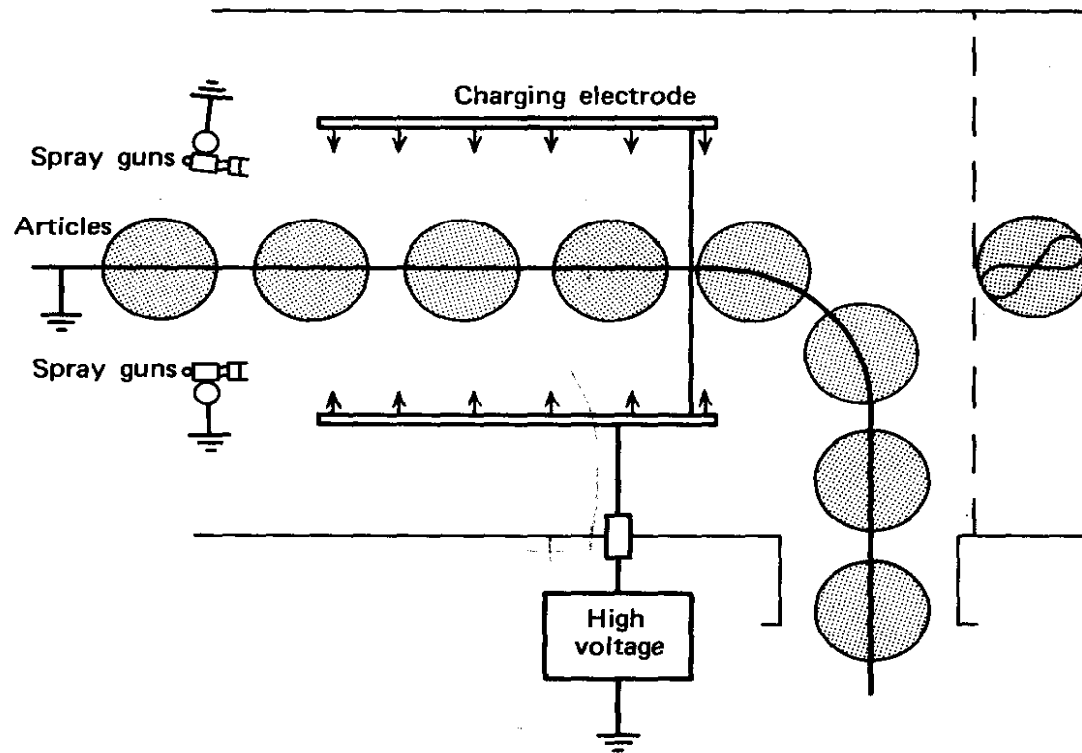 Charging electrode
Spray guns
Articles
Spray guns
High
voltage